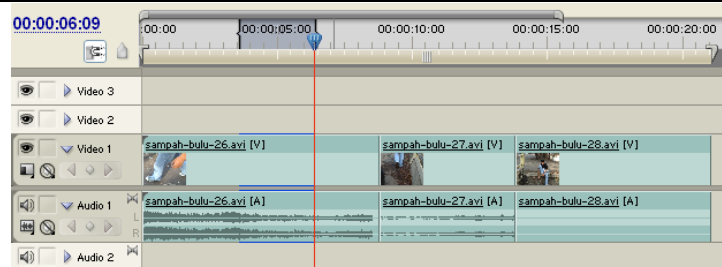 00:00:06:09
:00:00 00:00:05:00 00:00:10:00 00:00:15:00 00:00:20:00
Video 3
Video 2
Video 1 sampah-bulu-26.avi [V] sampah-bulu-27.avi [V] sampah-bulu-28.avi [V]
Audio 1 sampah-bulu-26.avi [A] sampah-bulu-27.avi [A] sampah-bulu-28.avi [A]
L
R
Audio 2